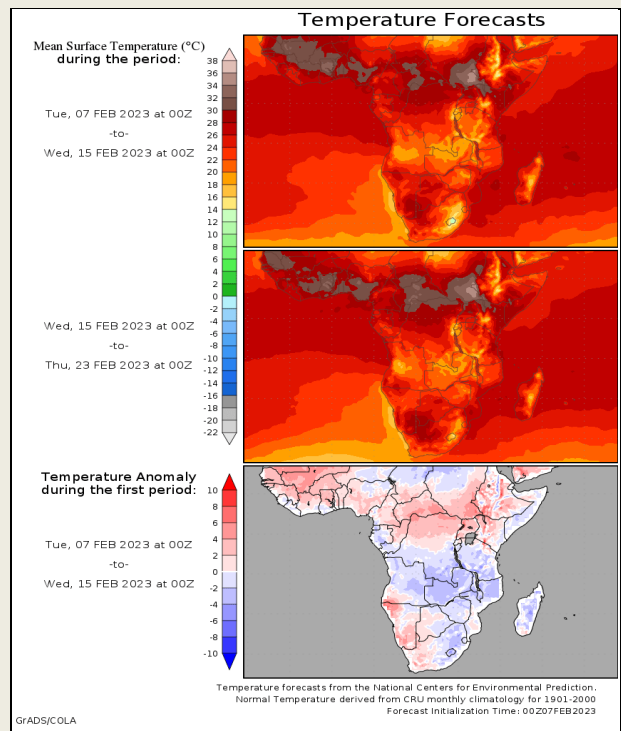 Temperature Forecasts
Mean Surface Temperature (°C)
during the period:
Tue, 07 FEB 2023 at 00Z
-to-
Wed, 15 FEB 2023 at 00Z
38
36
34
32
30
28
26
24
22
20
18
16
14
12
10
8
6
4
2
0
-2
-4
-6
-8
-10
-12
-14
-16
-18
-20
-22
Wed, 15 FEB 2023 at 00Z
-to-
Thu, 23 FEB 2023 at 00Z
Temperature Anomaly
during the first period:
Tue, 07 FEB 2023 at 00Z
-to-
Wed, 15 FEB 2023 at 00Z
10
8
6
4
2
0
-2
-4
-6
-8
-10
Temperature forecasts from the National Centers for Environmental Prediction.
Normal Temperature derived from CRU monthly climatology for 1901-2000
Forecast Initialization Time: 00Z07FEB2023
GrADS/COLA